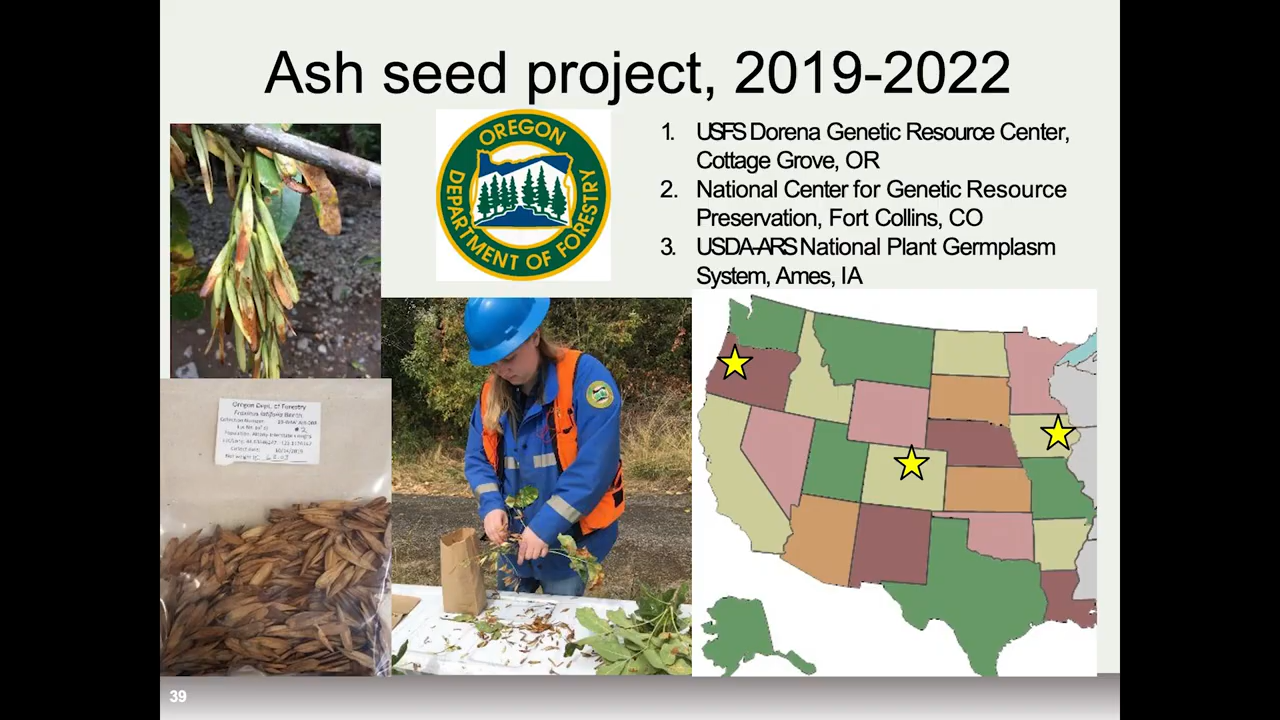 Ash seed project, 2019-2022
OREGON
DEPARTMENT OF FORESTRY
1. USFS Dorena Genetic Resource Center,
Cottage Grove, OR
2. National Center for Genetic Resource
Preservation, Fort Collins, CO
3. USDA-ARS National Plant Germplasm
System, Ames, IA
Oregon Dept. of Forestry
Fraxinus latifolia Benth.
39